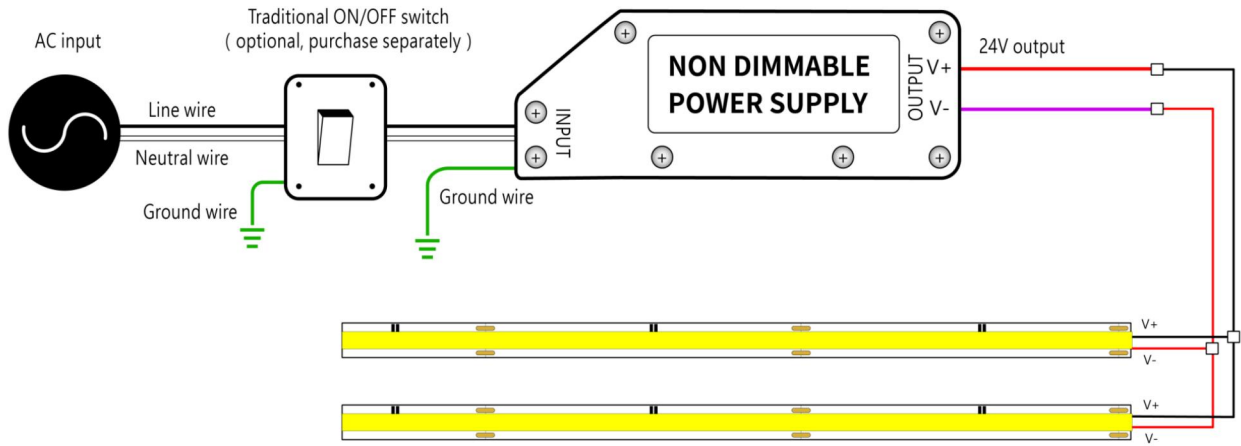 AC input
Traditional ON/OFF switch
( optional, purchase separately )
Line wire
Neutral wire
Ground wire
Ground wire
INPUT
NON DIMMABLE
POWER SUPPLY
OUTPUT
V+
V-
24V output
V+
V-
V+
V-